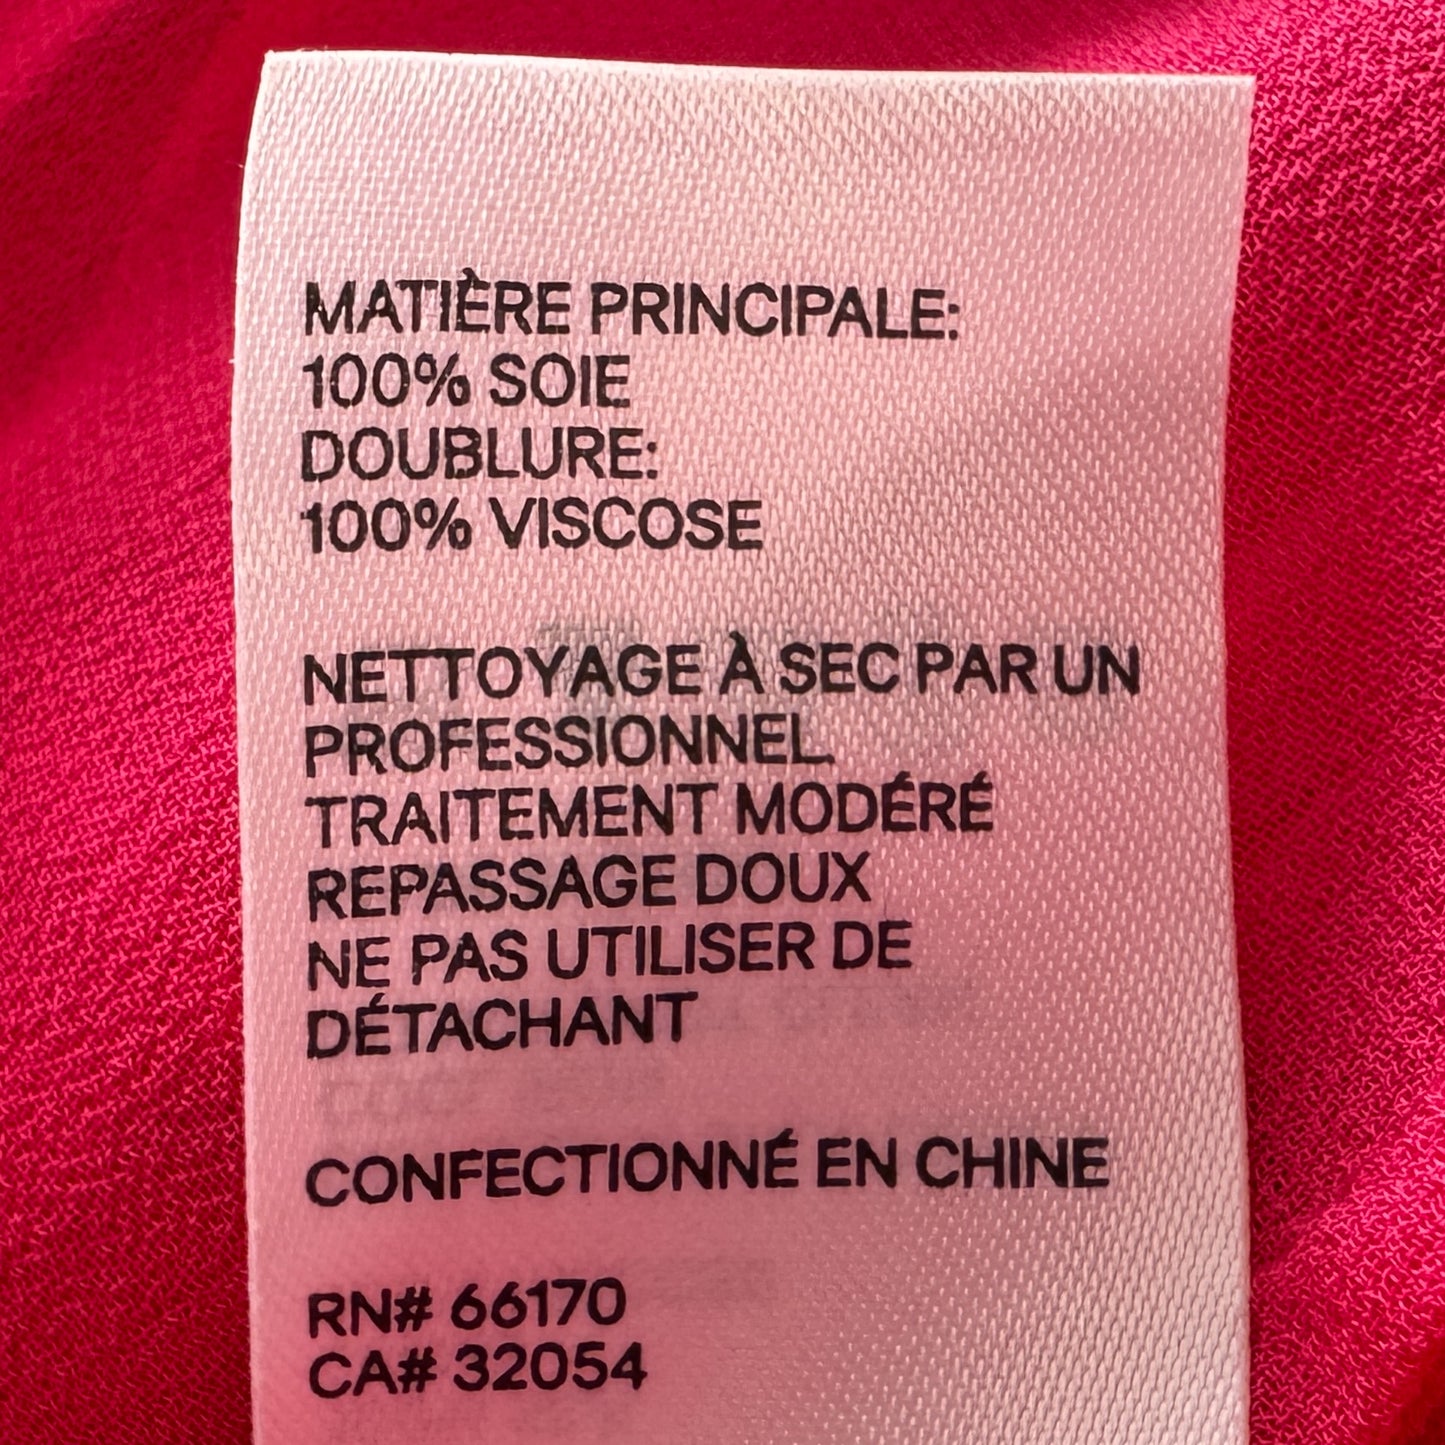 MATIÈRE PRINCIPALE:
100% SOIE
DOUBLURE:
100% VISCOSE
NETTOYAGE À SEC PAR UN
PROFESSIONNEL.
TRAITEMENT MODÉRÉ
REPASSAGE DOUX
NE PAS UTILISER DE
DÉTACHANT
CONFECTIONNÉ EN CHINE
RN# 66170
CA# 32054